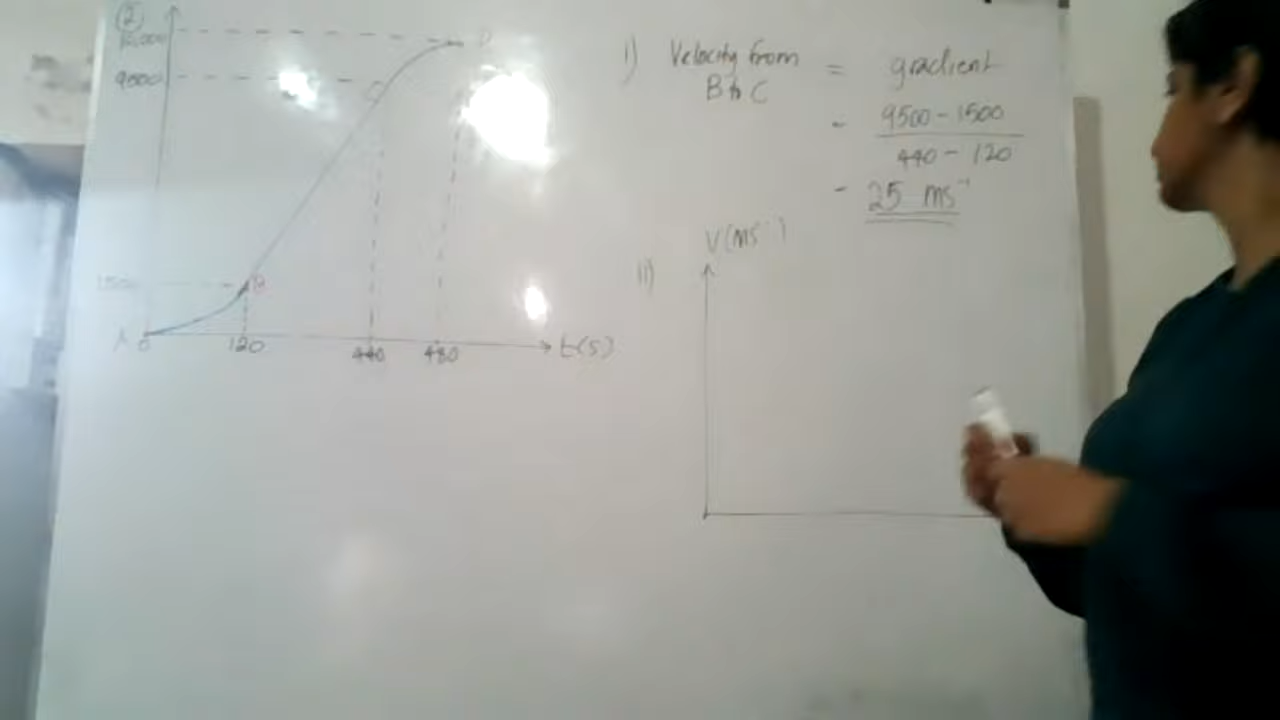 2
10000
9500
1500
B
C
D
A
0
120
440
480
t(s)
i) Velocity from B to C = gradient
- 9500 - 1500
440 - 120
- 25 ms⁻¹
ii)
V(ms⁻¹)